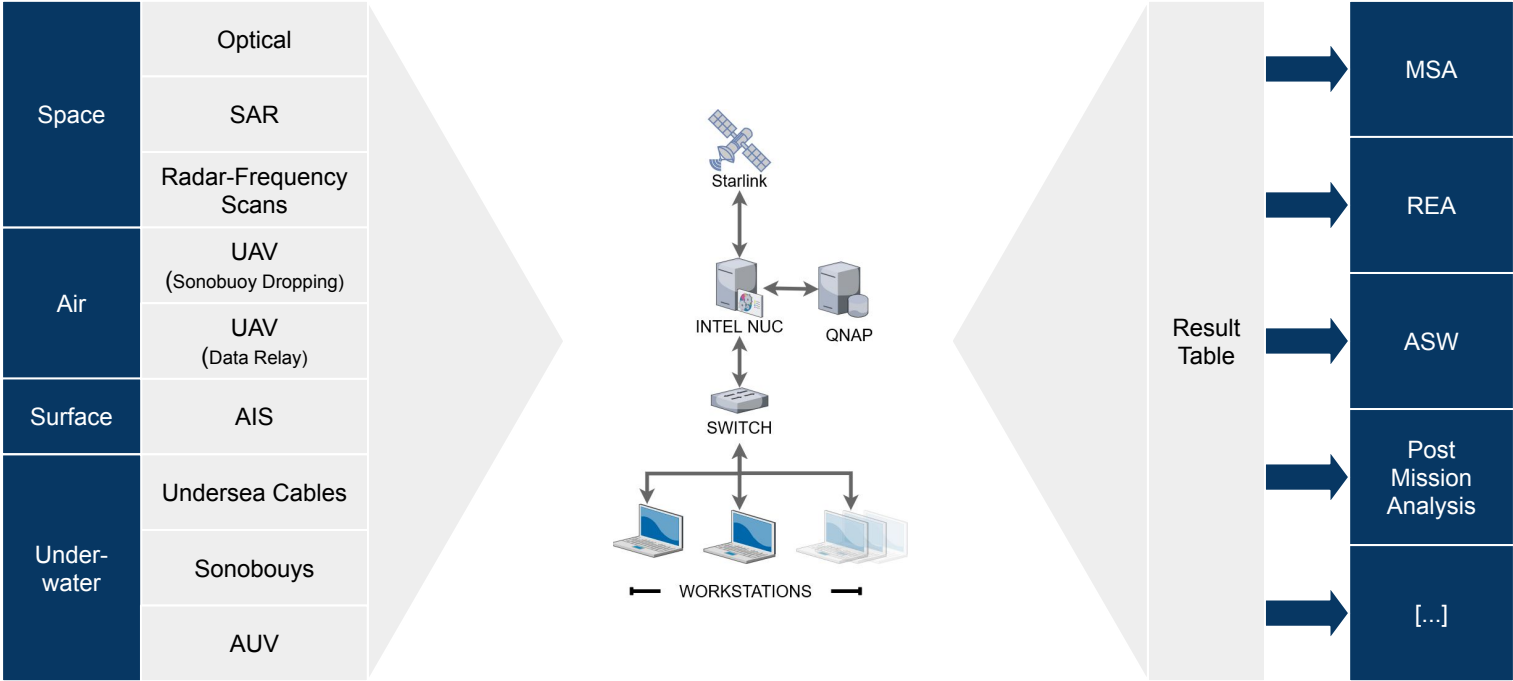 Space
Optical
SAR
Radar-Frequency
Scans
Air
UAV
(Sonobuoy Dropping)
UAV
(Data Relay)
Surface
AIS
Under-
water
Undersea Cables
Sonobouys
AUV
Starlink
INTEL NUC
QNAP
SWITCH
WORKSTATIONS
Result
Table
MSA
REA
ASW
Post
Mission
Analysis
[...]